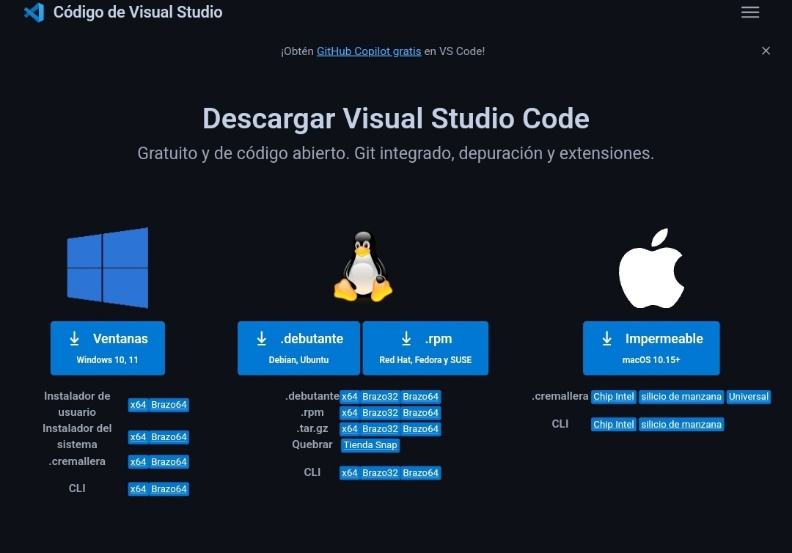 Código de Visual Studio
¡Obtén GitHub Copilot gratis en VS Code!
Descargar Visual Studio Code
Gratuito y de código abierto. Git integrado, depuración y extensiones.
Ventanas
Windows 10, 11
Instalador de
usuario
x64 Brazo64
Instalador del
sistema
x64 Brazo64
.cremallera x64 Brazo64
CLI x64 Brazo64
.debutante
Debian, Ubuntu
.rpm
Red Hat, Fedora y SUSE
.debutante x64 Brazo32 Brazo64
.rpm x64 Brazo32 Brazo64
.tar.gz x64 Brazo32 Brazo64
Quebrar Tienda Snap
CLI x64 Brazo32 Brazo64
Impermeable
macOS 10.15+
.cremallera Chip Intel silicio de manzana Universal
CLI Chip Intel silicio de manzana